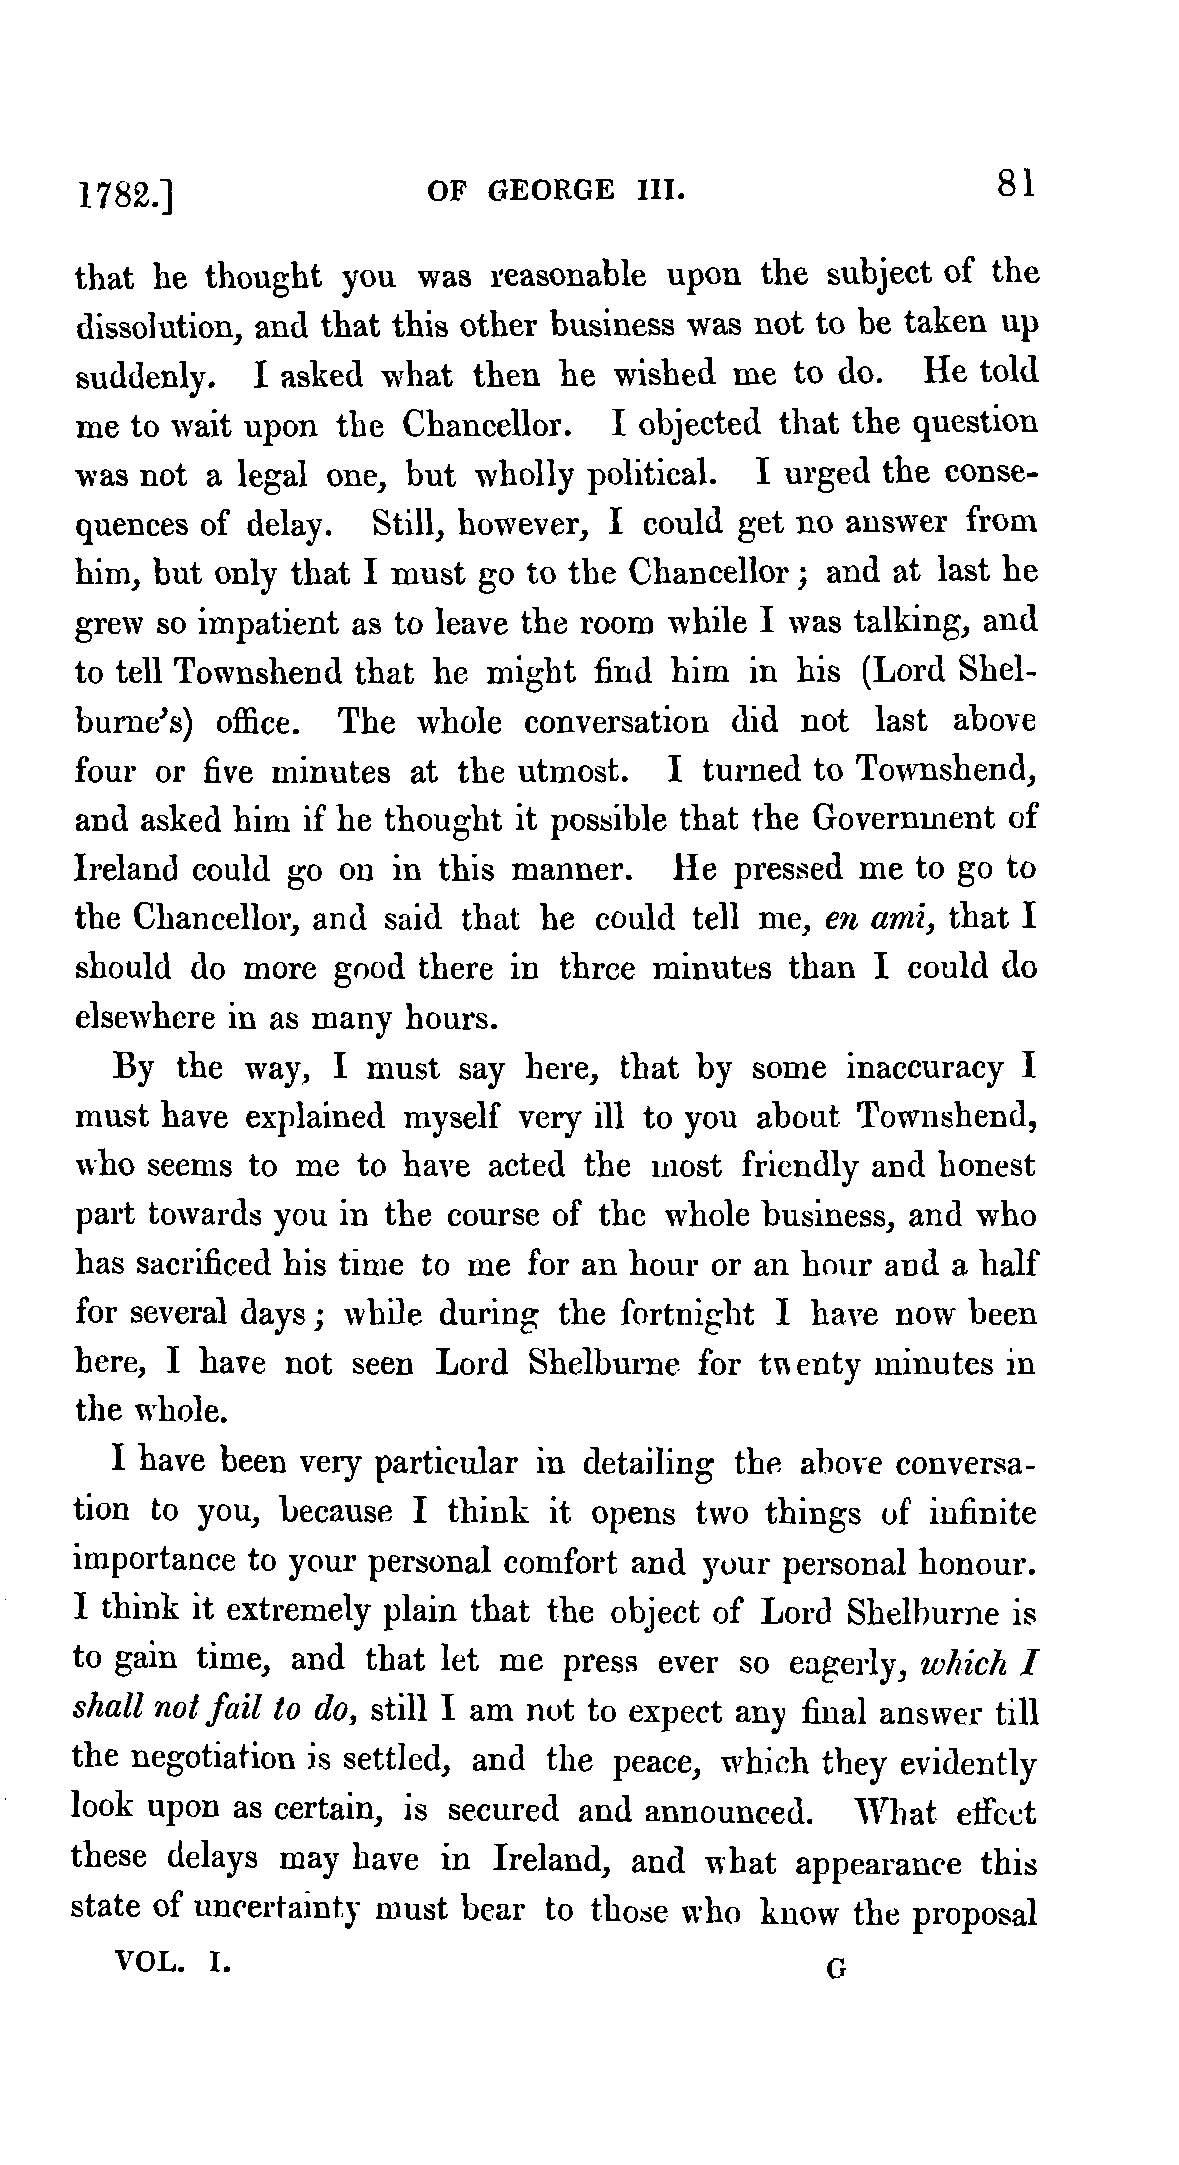 1782.] OF GEORGE III. 81
that he thought you was reasonable upon the subject of the
dissolution, and that this other business was not to be taken up
suddenly. I asked what then he wished me to do. He told
me to wait upon the Chancellor. I objected that the question
was not a legal one, but wholly political. I urged the conse-
quences of delay. Still, however, I could get no answer from
him, but only that I must go to the Chancellor; and at last he
grew so impatient as to leave the room while I was talking, and
to tell Townshend that he might find him in his (Lord Shel-
burne's) office. The whole conversation did not last above
four or five minutes at the utmost. I turned to Townshend,
and asked him if he thought it possible that the Government of
Ireland could go on in this manner. He pressed me to go to
the Chancellor, and said that he could tell me, en ami, that I
should do more good there in three minutes than I could do
elsewhere in as many hours.
By the way, I must say here, that by some inaccuracy I
must have explained myself very ill to you about Townshend,
who seems to me to have acted the most friendly and honest
part towards you in the course of the whole business, and who
has sacrificed his time to me for an hour or an hour and a half
for several days; while during the fortnight I have now been
here, I have not seen Lord Shelburne for twenty minutes in
the whole.
I have been very particular in detailing the above conversa-
tion to you, because I think it opens two things of infinite
importance to your personal comfort and your personal honour.
I think it extremely plain that the object of Lord Shelburne is
to gain time, and that let me press ever so eagerly, which I
shall not fail to do, still I am not to expect any final answer till
the negotiation is settled, and the peace, which they evidently
look upon as certain, is secured and announced. What effect
these delays may have in Ireland, and what appearance this
state of uncertainty must bear to those who know the proposal
VOL. I. G